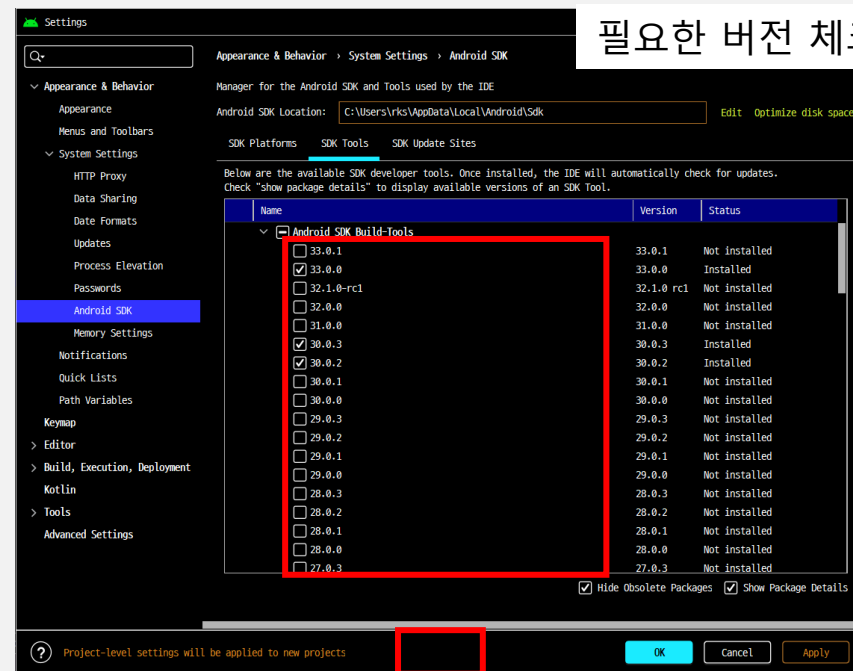 Settings
필요한 버전 체
Appearance & Behavior › System Settings › Android SDK
Appearance & Behavior
Manager for the Android SDK and Tools used by the IDE
Appearance
Android SDK Location: C:\Users\rks\AppData\Local\Android\Sdk Edit Optimize disk space
Menus and Toolbars
System Settings
SDK Platforms SDK Tools SDK Update Sites
HTTP Proxy
Below are the available SDK developer tools. Once installed, the IDE will automatically check for updates.
Check "show package details" to display available versions of an SDK Tool.
Data Sharing
Name Version Status
Date Formats
Android SDK Build-Tools
Updates
33.0.1 33.0.1 Not installed
Process Elevation
33.0.0 33.0.0 Installed
Passwords
32.1.0-rc1 32.1.0 rc1 Not installed
Android SDK
32.0.0 32.0.0 Not installed
31.0.0 31.0.0 Not installed
Memory Settings
30.0.3 30.0.3 Installed
Notifications
30.0.2 30.0.2 Installed
Quick Lists
30.0.1 30.0.1 Not installed
Path Variables
30.0.0 30.0.0 Not installed
Keymap
29.0.3 29.0.3 Not installed
Editor
29.0.2 29.0.2 Not installed
29.0.1 29.0.1 Not installed
Build, Execution, Deployment
29.0.0 29.0.0 Not installed
Kotlin
28.0.3 28.0.3 Not installed
Tools
28.0.2 28.0.2 Not installed
Advanced Settings
28.0.1 28.0.1 Not installed
28.0.0 28.0.0 Not installed
27.0.3 27.0.3 Not installed
Hide Obsolete Packages Show Package Details
? Project-level settings will be applied to new projects OK Cancel Apply